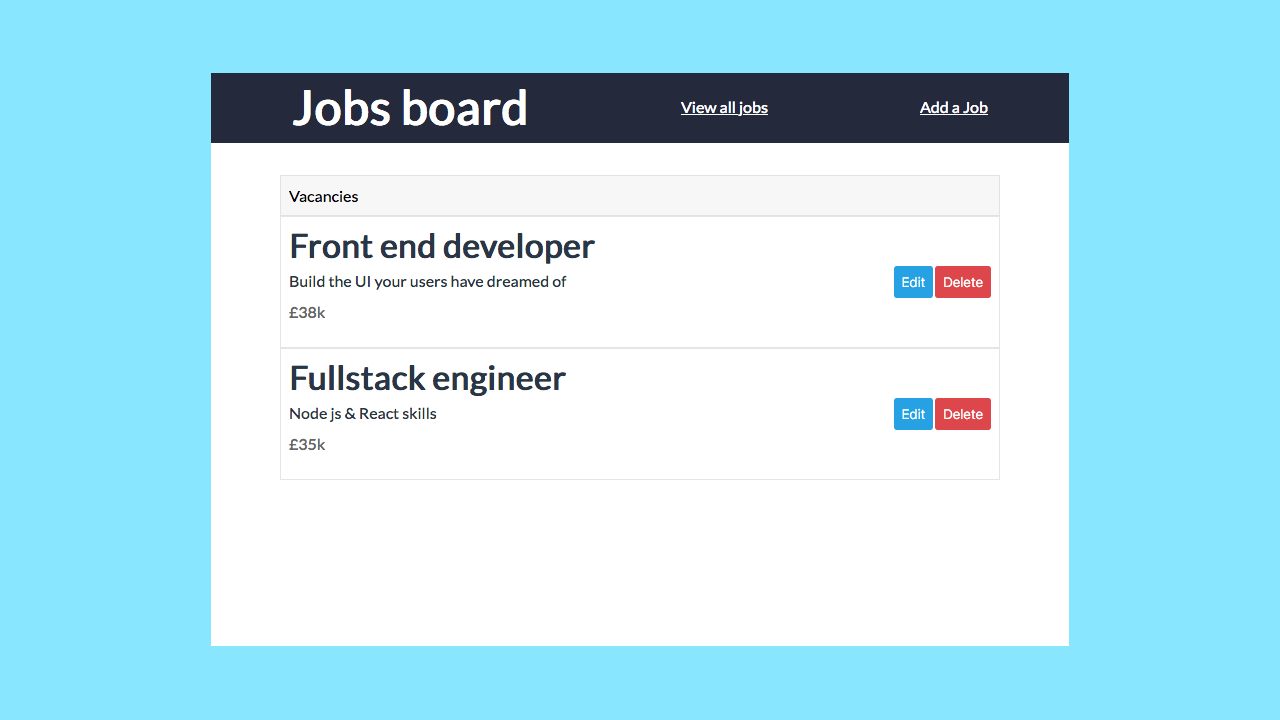 Jobs board View all jobs Add a Job
Vacancies
Front end developer
Build the UI your users have dreamed of
Edit Delete
£38k
Fullstack engineer
Node js & React skills
Edit Delete
£35k